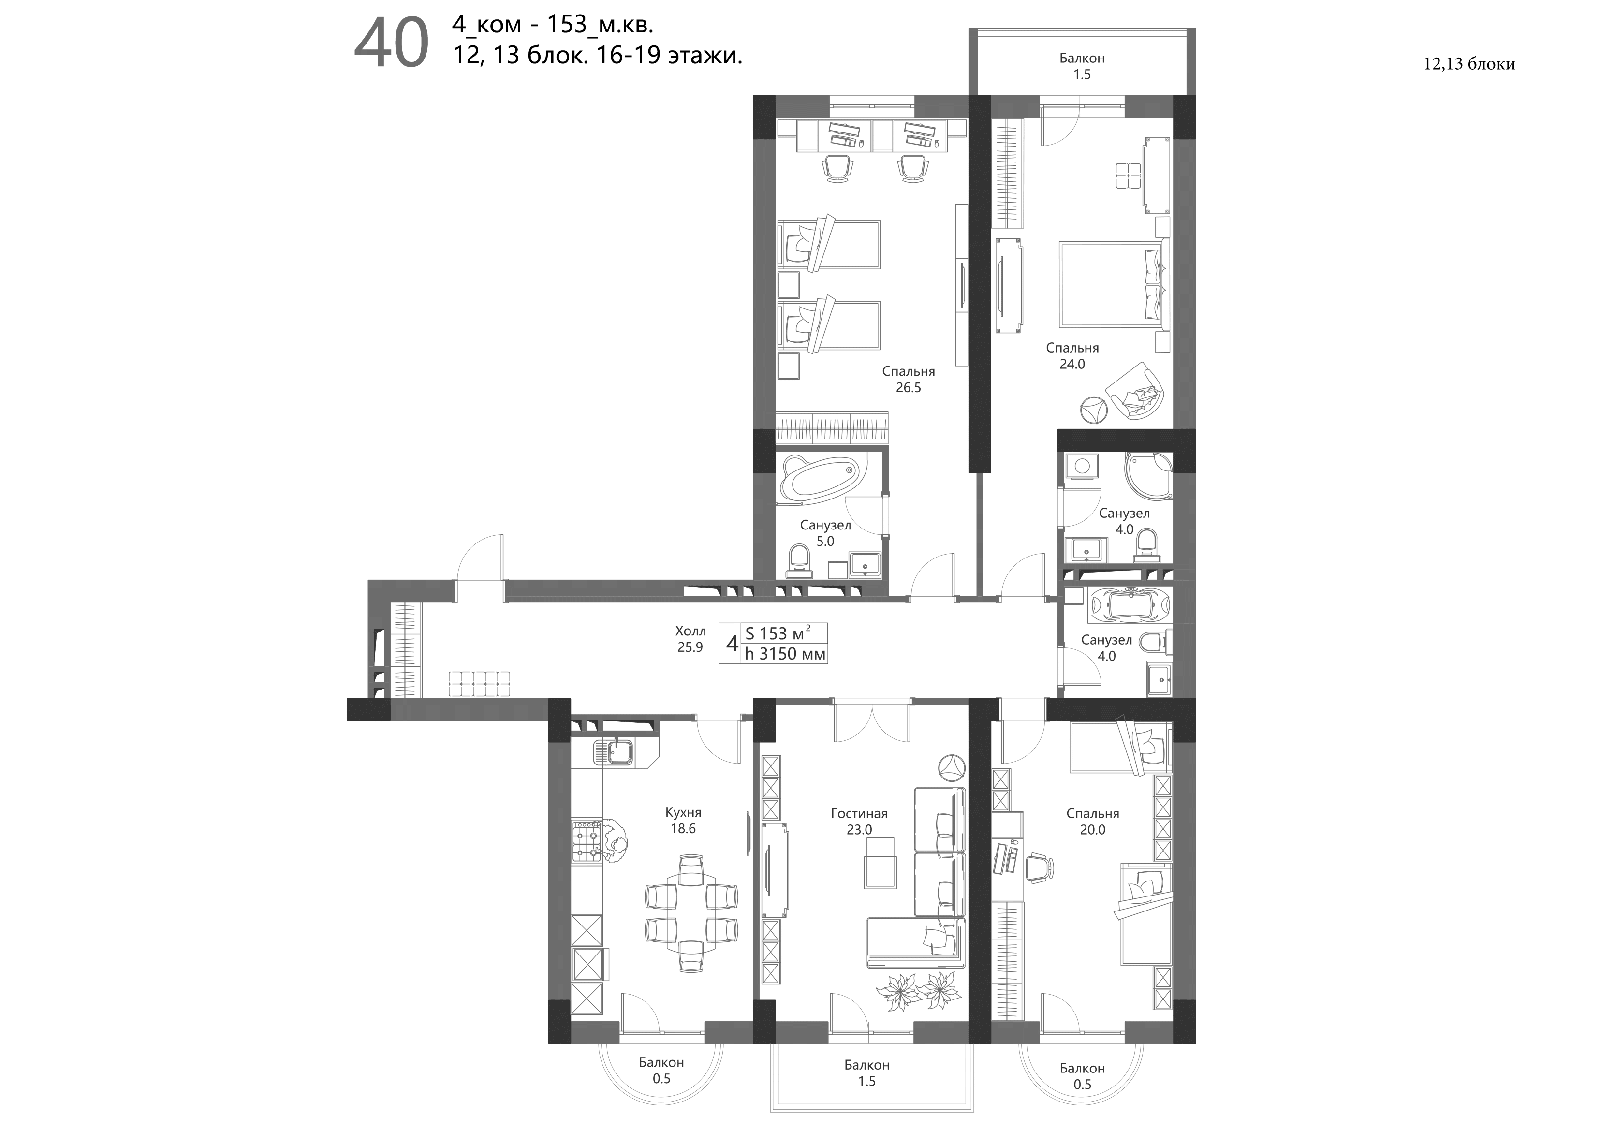 40
4_ком - 153_м.кв.
12, 13 блок. 16-19 этажи.
12,13 блоки
Балкон
1.5
Спальня
26.5
Спальня
24.0
Санузел
5.0
Санузел
4.0
Холл
25.9
4
S 153 м²
h 3150 мм
Санузел
4.0
Кухня
18.6
Гостиная
23.0
Спальня
20.0
Балкон
0.5
Балкон
1.5
Балкон
0.5